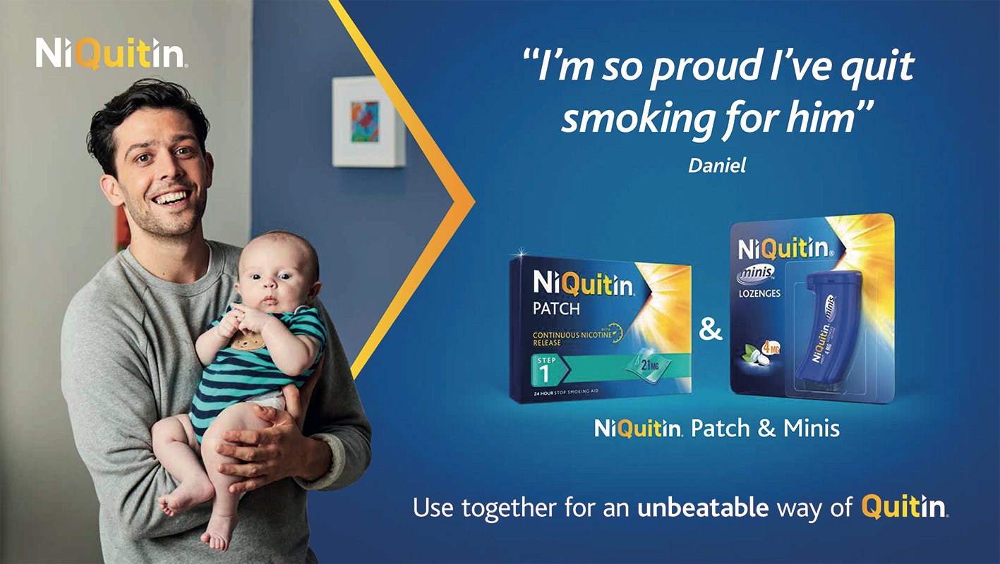 NiQuitin®
“I’m so proud I’ve quit
smoking for him”
Daniel
NiQuitin®
PATCH
CONTINUOUS NICOTINE WITH
RELEASE
STEP
1
21MG
24 HOUR STOP SMOKING AID
&
NiQuitin®
minis™
LOZENGES
4 MG
minis
NiQuitin
4 MG
NiQuitin® Patch & Minis
Use together for an unbeatable way of Quitin®